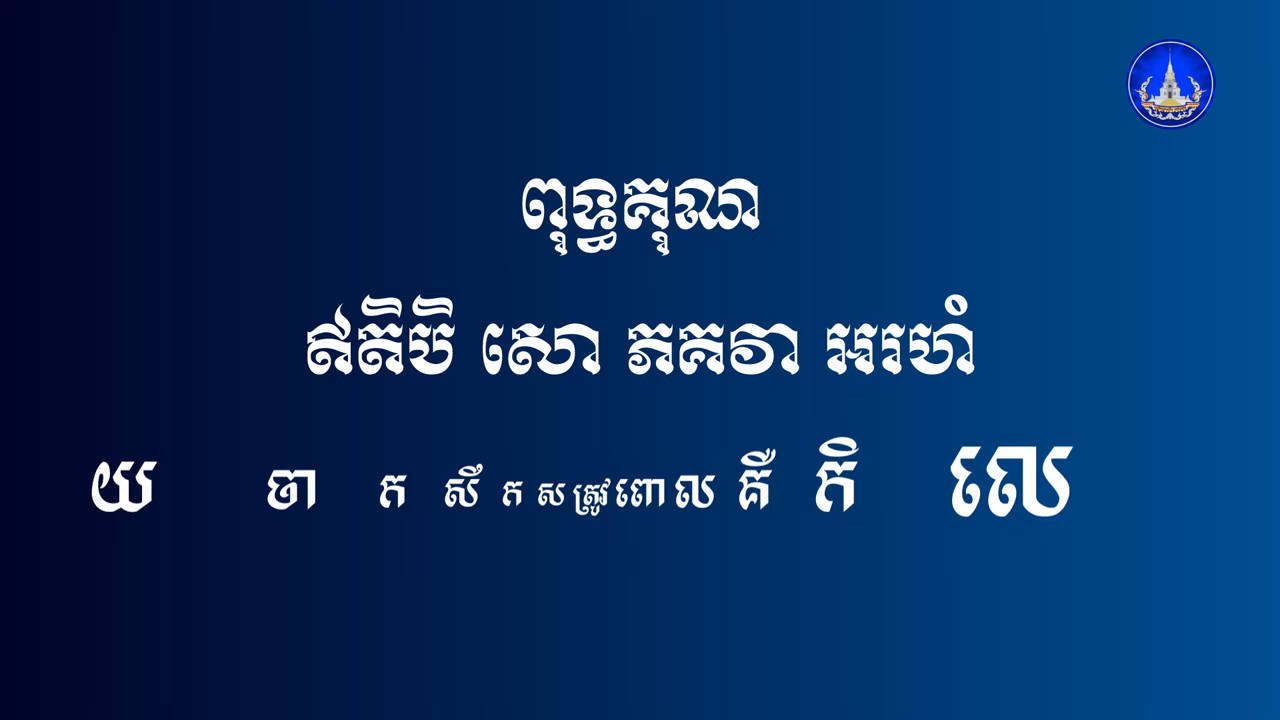 ពុទ្ធគុណ
ឥតិបិ សោ ភគវា អរហំ
យ ចា ក សឹ ក ស ត្រូវ ពោ ល គឺ កិ លេ